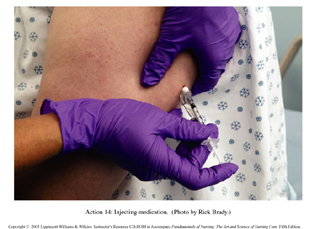 Action 14: Injecting medication. (Photo by Rick Brady.)
Copyright © 2005 Lippincott Williams & Wilkins. Instructor's Resource CD-ROM to Accompany Fundamentals of Nursing: The Art and Science of Nursing Care, Fifth Edition.